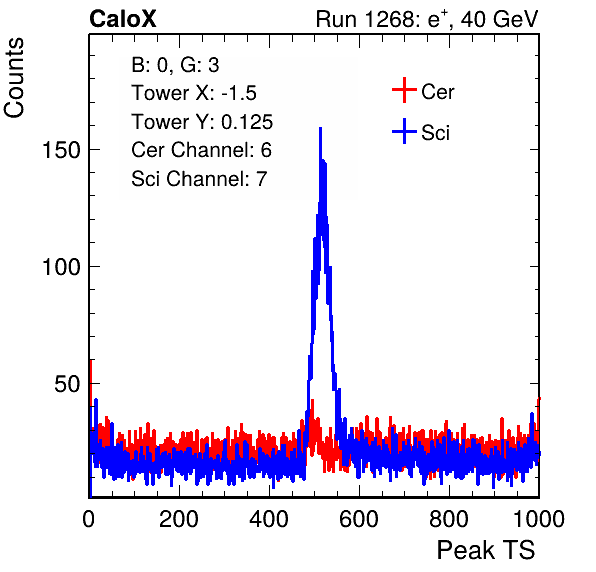 CaloX Run 1268: e⁺, 40 GeV
Counts
B: 0, G: 3
Tower X: -1.5
Tower Y: 0.125
Cer Channel: 6
Sci Channel: 7
Cer
Sci
150
100
50
0 200 400 600 800 1000
Peak TS